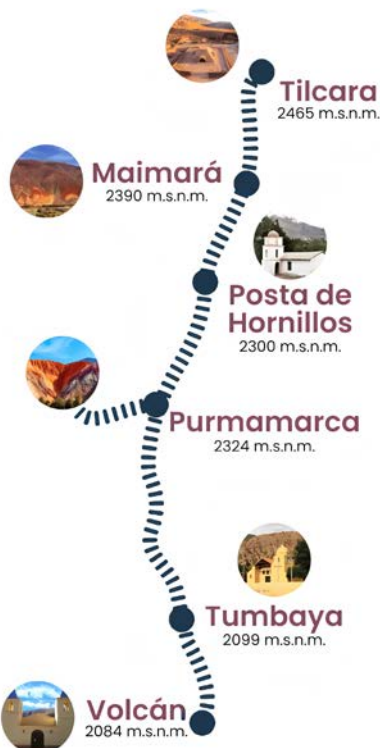 Tilcara
2465 m.s.n.m.
Maimará
2390 m.s.n.m.
Posta de
Hornillos
2300 m.s.n.m.
Purmamarca
2324 m.s.n.m.
Tumbaya
2099 m.s.n.m.
Volcán
2084 m.s.n.m.